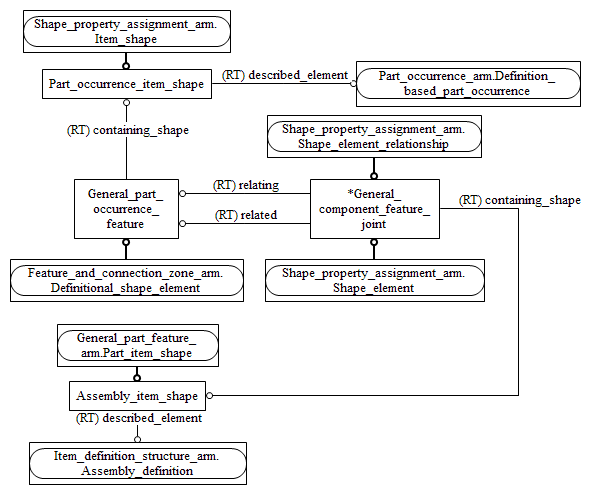 Shape_property_assignment_arm.
Item_shape
Part_occurrence_item_shape
(RT) described_element
Part_occurrence_arm.Definition_
based_part_occurrence
(RT) containing_shape
Shape_property_assignment_arm.
Shape_element_relationship
General_part_
occurrence_
feature
(RT) relating
(RT) related
*General_
component_feature_
joint
(RT) containing_shape
Feature_and_connection_zone_arm.
Definitional_shape_element
Shape_property_assignment_arm.
Shape_element
General_part_feature_
arm.Part_item_shape
Assembly_item_shape
(RT) described_element
Item_definition_structure_arm.
Assembly_definition